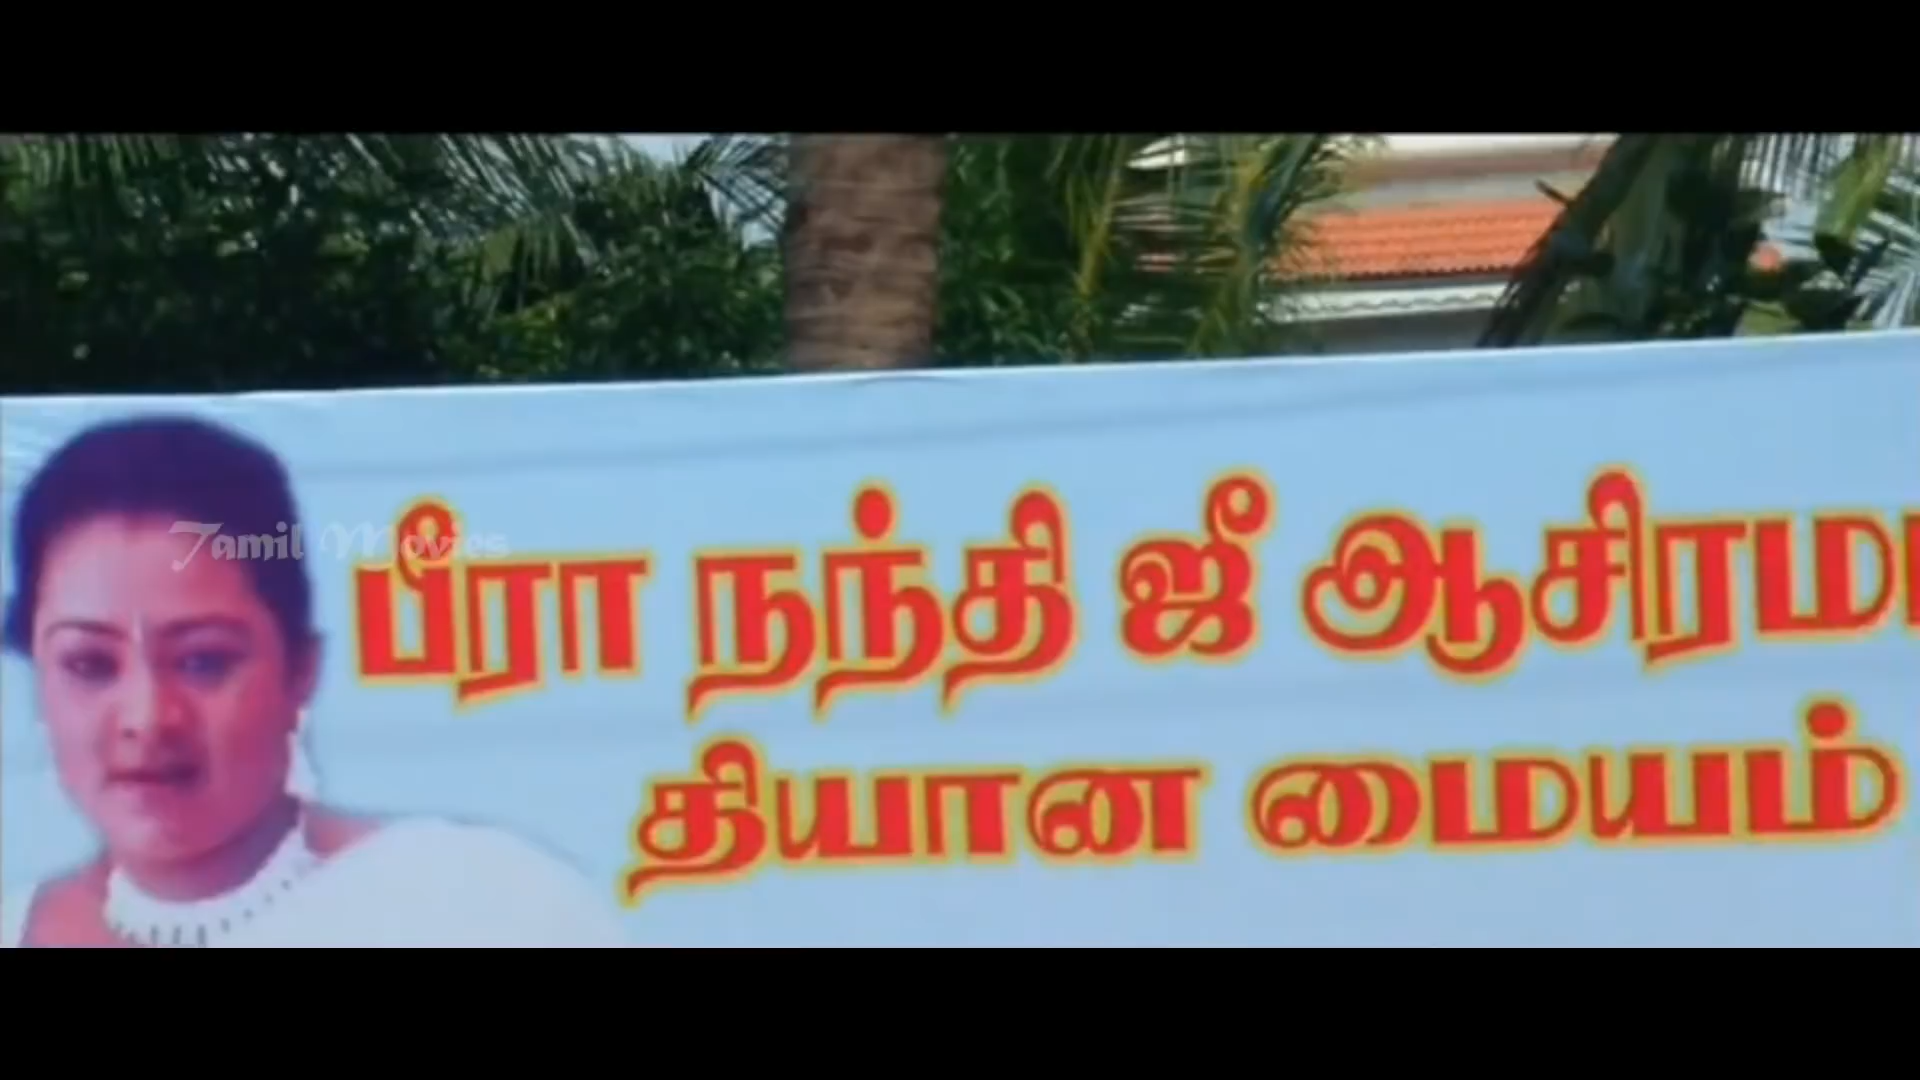 Tamil Movies
பீரா நந்தி ஜீ ஆசிரம
தியான மையம்